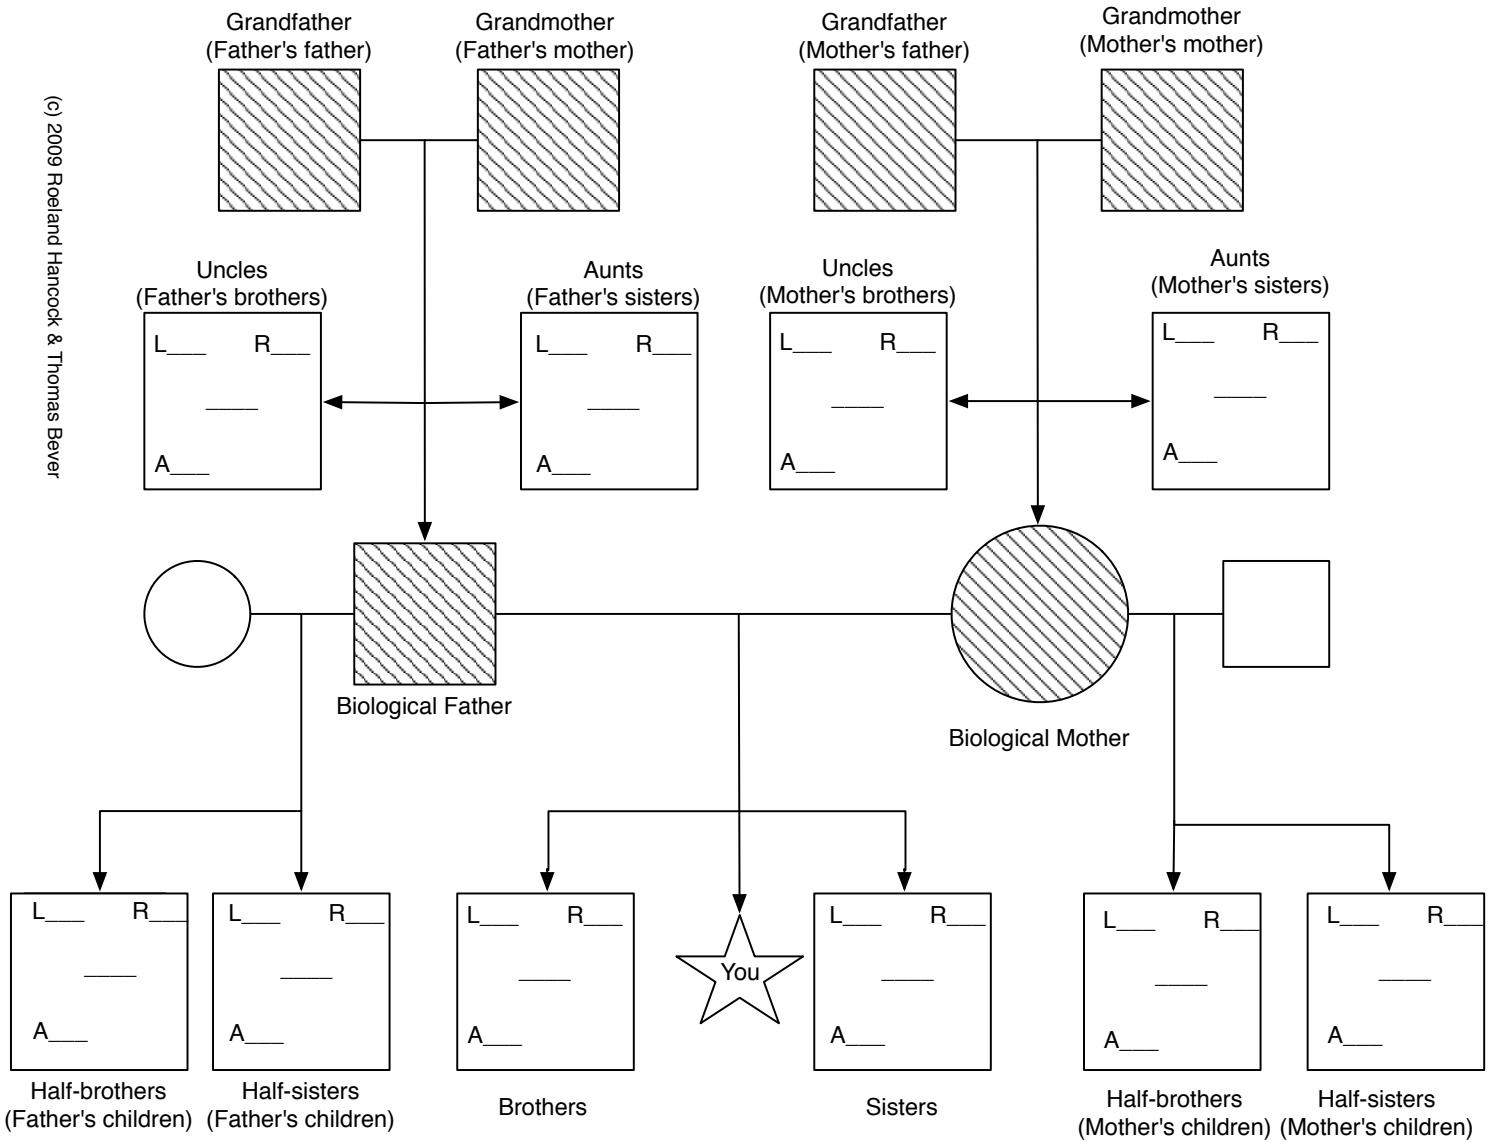 Grandfather
(Father's father)
Grandmother
(Father's mother)
Grandfather
(Mother's father)
Grandmother
(Mother's mother)
(c) 2009 Roeland Hancock & Thomas Bever
Uncles
(Father's brothers)
L___ R___
____
A___
Aunts
(Father's sisters)
L___ R___
____
A___
Uncles
(Mother's brothers)
L___ R___
____
A___
Aunts
(Mother's sisters)
L___ R___
____
A___
Biological Father
Biological Mother
L___ R___
____
A___
Half-brothers
(Father's children)
L___ R___
____
A___
Half-sisters
(Father's children)
L___ R___
____
A___
Brothers
You
L___ R___
____
A___
Sisters
L___ R___
____
A___
Half-brothers
(Mother's children)
L___ R___
____
A___
Half-sisters
(Mother's children)